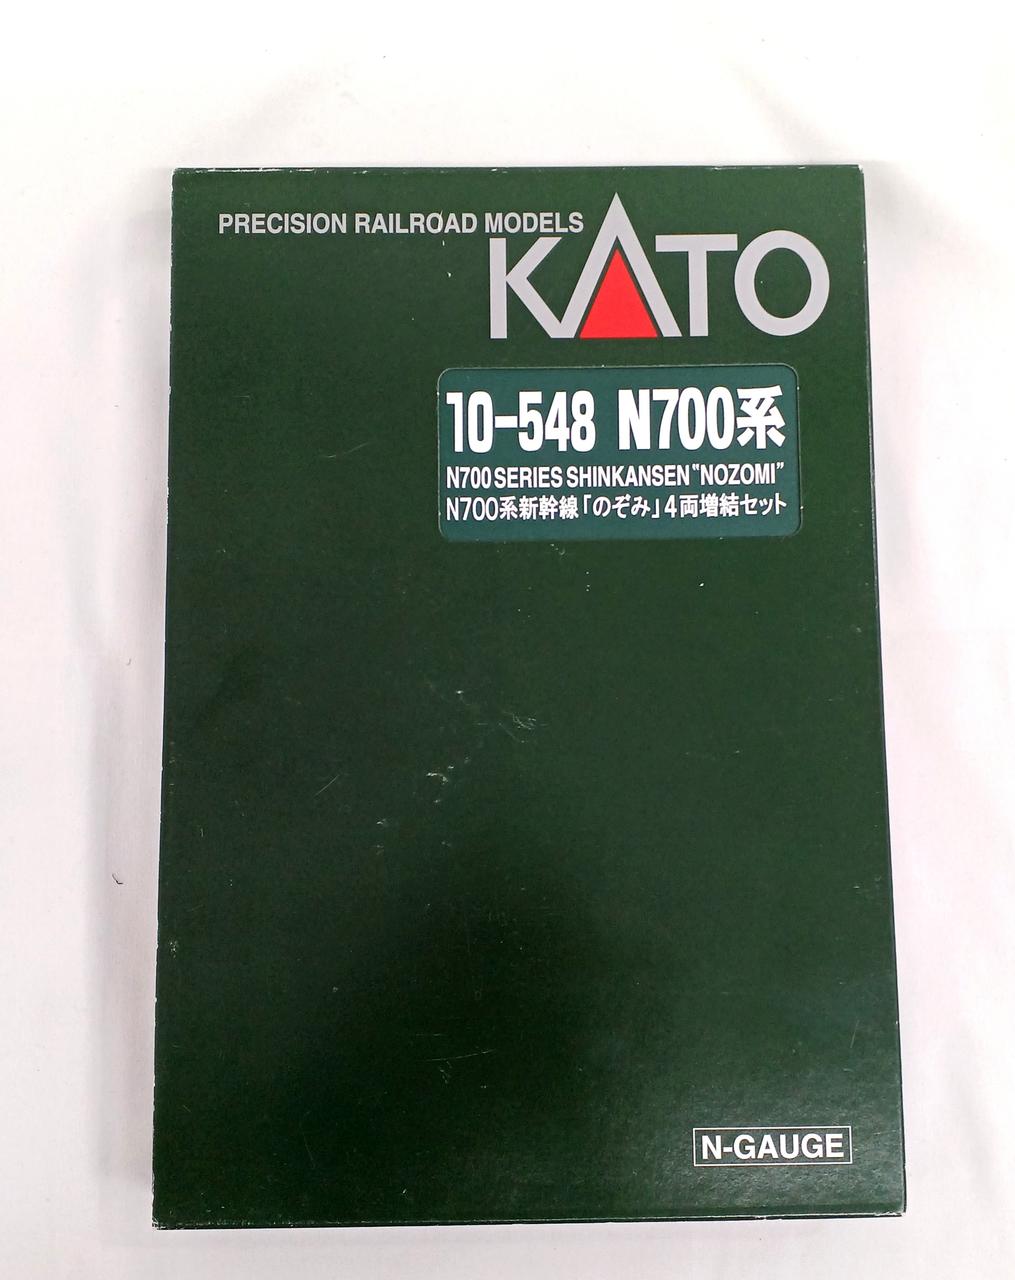 PRECISION RAILROAD MODELS
KATO
10-548 N700系
N700 SERIES SHINKANSEN "NOZOMI"
N700系新幹線「のぞみ」4両増結セット
N-GAUGE